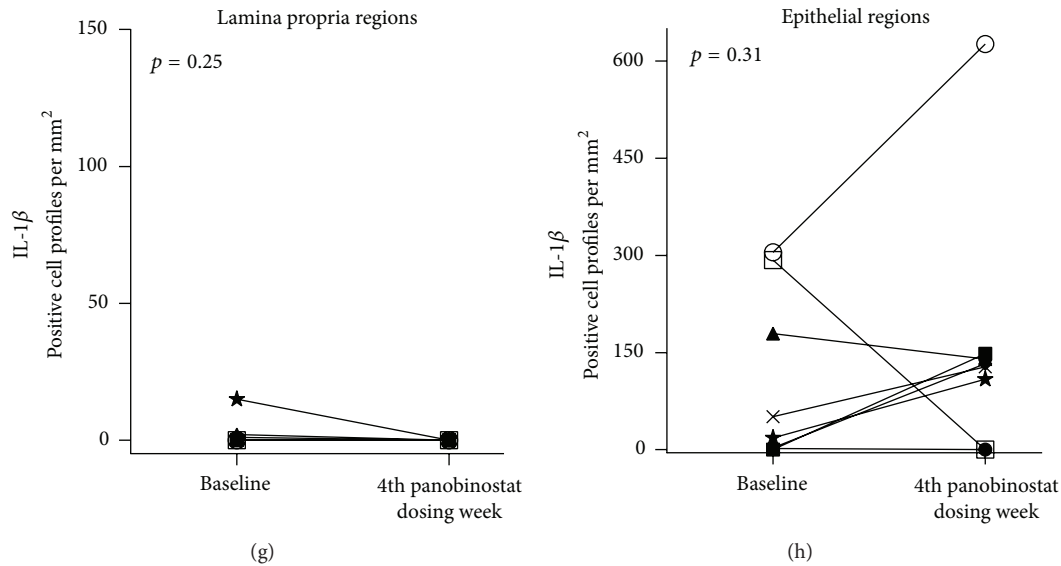 Lamina propria regions
150
100
50
0
p = 0.25
IL-1β
Positive cell profiles per mm²
Baseline
4th panobinostat
dosing week
(g)
Epithelial regions
600
450
300
150
0
p = 0.31
IL-1β
Positive cell profiles per mm²
Baseline
4th panobinostat
dosing week
(h)